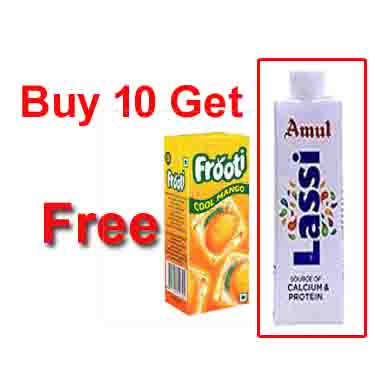 Buy 10 Get
Free
Frooti
COOL MANGO
Amul
Lassi
SOURCE OF
CALCIUM &
PROTEIN